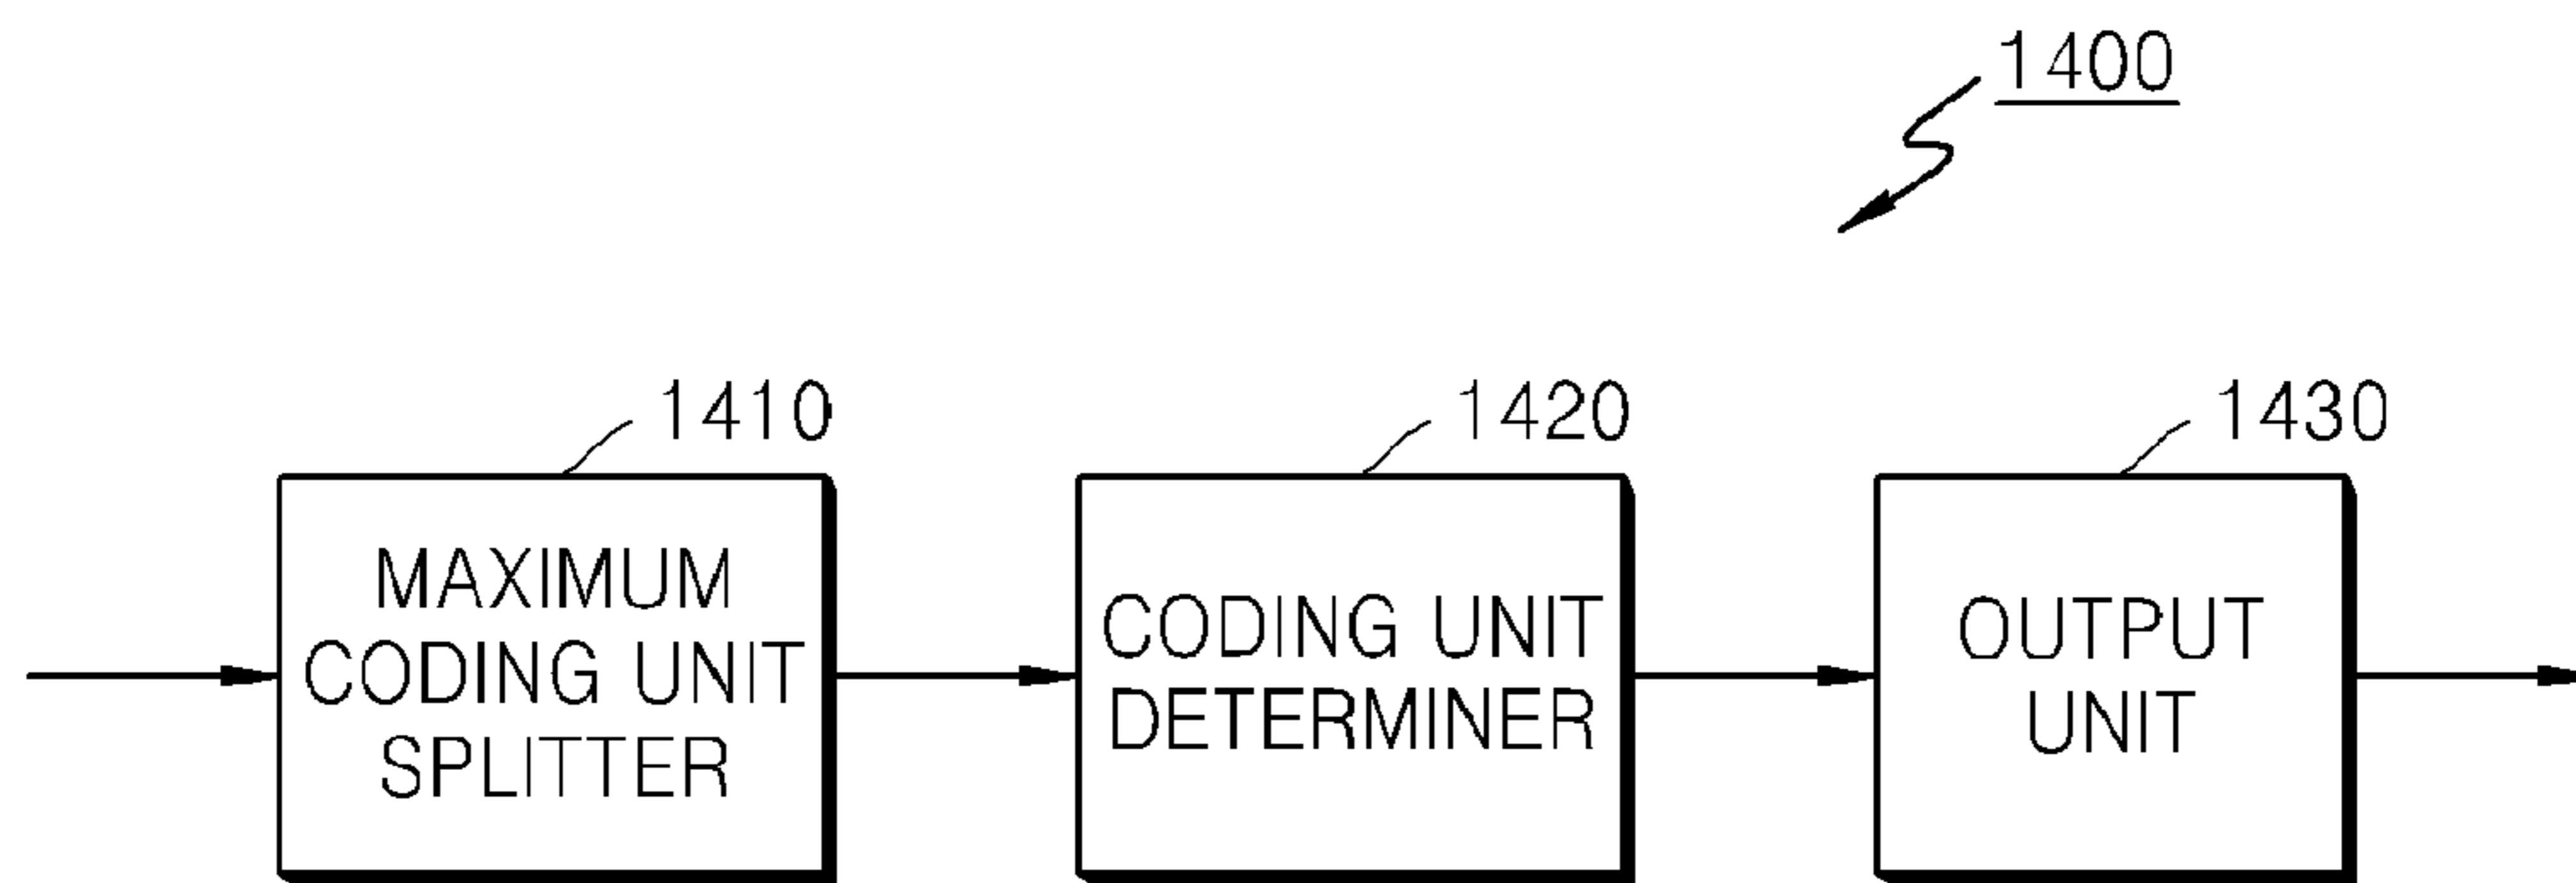 1400
1410
1420
1430
MAXIMUM
CODING UNIT
SPLITTER
CODING UNIT
DETERMINER
OUTPUT
UNIT